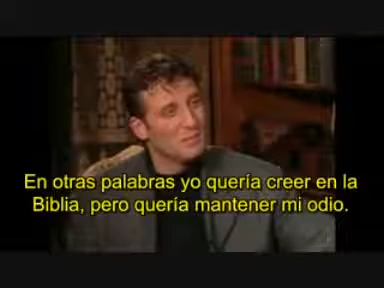 En otras palabras yo quería creer en la
Biblia, pero quería mantener mi odio.